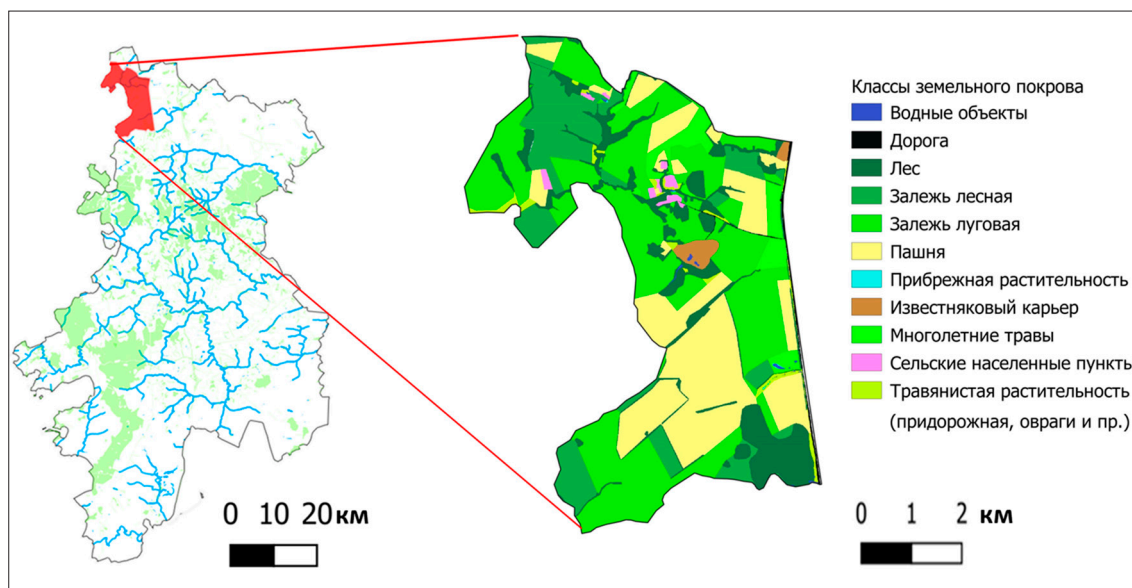 Классы земельного покрова
Водные объекты
Дорога
Лес
Залежь лесная
Залежь луговая
Пашня
Прибрежная растительность
Известняковый карьер
Многолетние травы
Сельские населенные пункты
Травянистая растительность
(придорожная, овраги и пр.)
0 10 20 км
0 1 2 км